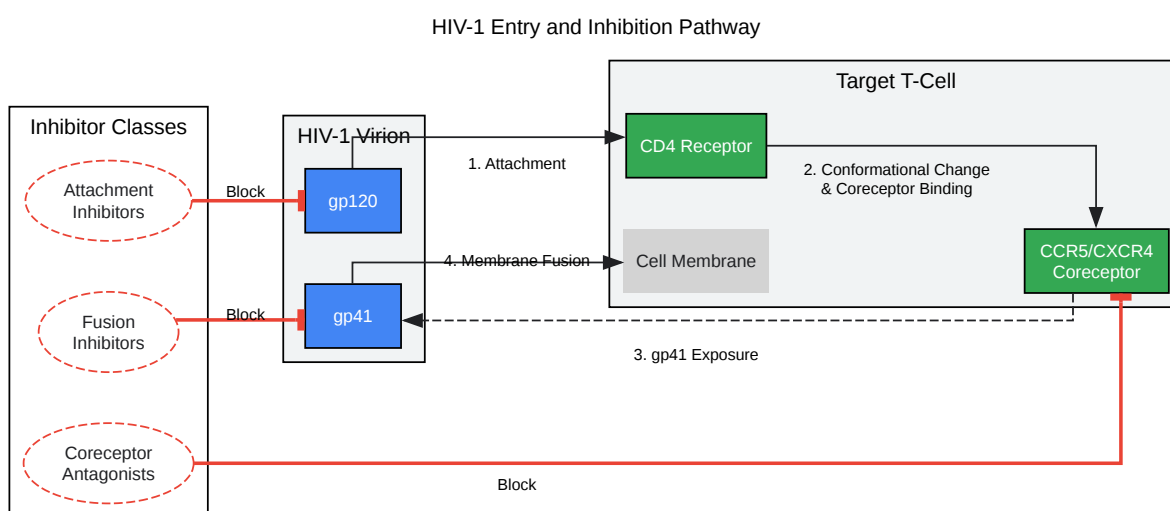 HIV-1 Entry and Inhibition Pathway
Target T-Cell
Inhibitor Classes
HIV-1 Virion
CD4 Receptor
1. Attachment
2. Conformational Change
& Coreceptor Binding
Attachment
Inhibitors
Block
gp120
CCR5/CXCR4
Coreceptor
4. Membrane Fusion
Cell Membrane
Fusion
Inhibitors
Block
gp41
3. gp41 Exposure
Coreceptor
Antagonists
Block